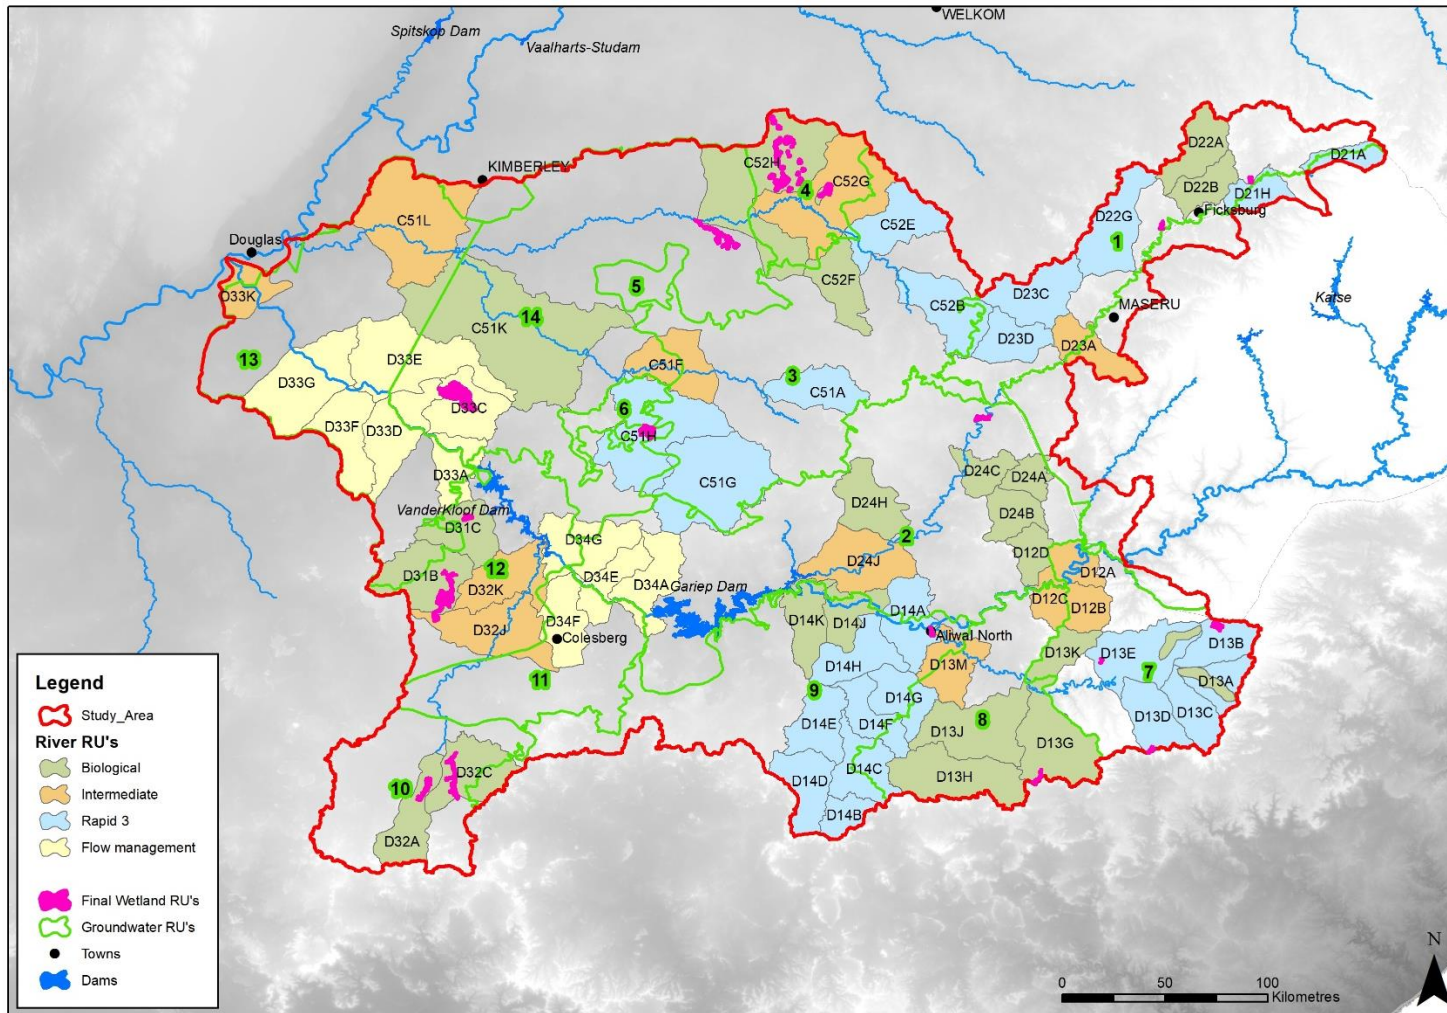 WELKOM
Spitskop Dam
Vaalharts-Studam
D22A
D21A
KIMBERLEY
C52H
C52G
4
D22B
D21H
Ficksburg
C51L
C52E
D22G
1
Douglas
C52F
5
D33K
C52B
D23C
MASERU
Katse
C51K
14
D23D
D23A
13
D33E
C51F
3
C51A
D33G
D33C
6
D33F
D33D
C51H
D33A
C51G
D24C
D24A
VanderKloof Dam
D24H
D24B
D31C
D34G
2
D12D
D31B
12
D32K
D34E
D34A
Gariep Dam
D24J
D12A
D12C
D12B
D14A
D32J
D34F
Colesberg
D14K
D14J
Aliwal North
D13K
D13E
D13B
D14H
D13M
7
D13A
11
9
D14G
8
D13D
D13C
D14E
D14F
D13J
D13G
D14C
D13H
D14D
D14B
10
D32C
D32A
Legend
Study_Area
River RU's
Biological
Intermediate
Rapid 3
Flow management
Final Wetland RU's
Groundwater RU's
Towns
Dams
N
0 50 100
Kilometres